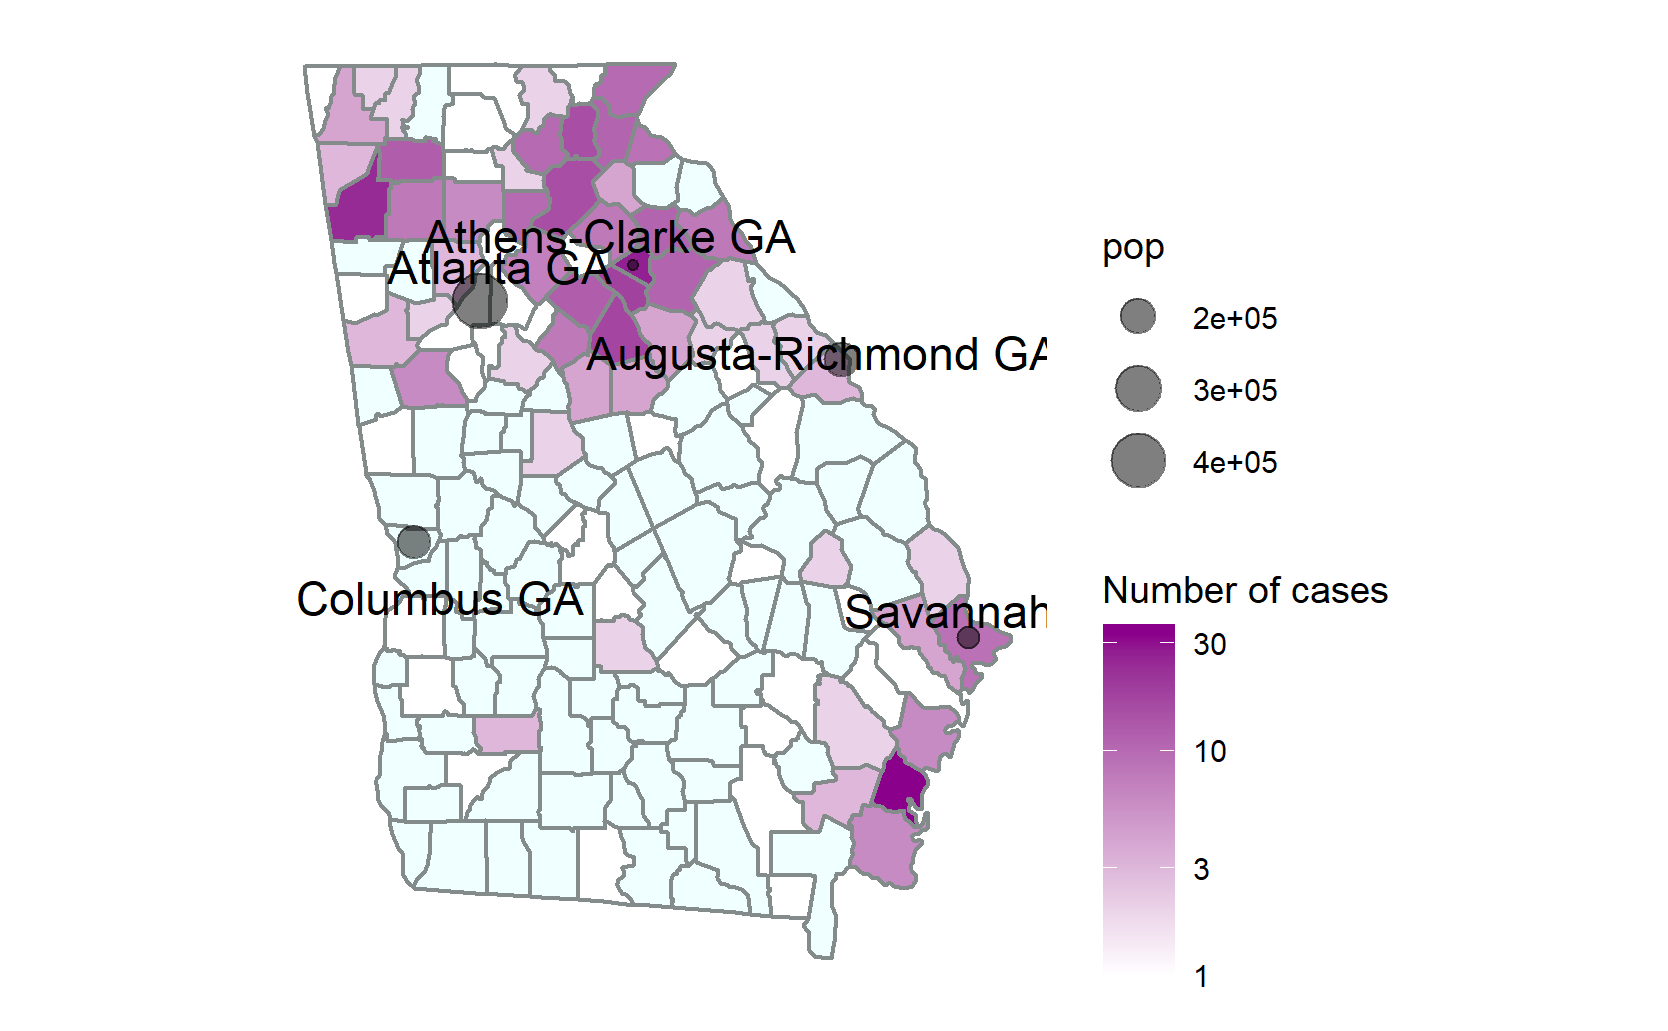 Athens-Clarke GA
Atlanta GA
Augusta-Richmond GA
Columbus GA
Savannah
pop
2e+05
3e+05
4e+05
Number of cases
30
10
3
1